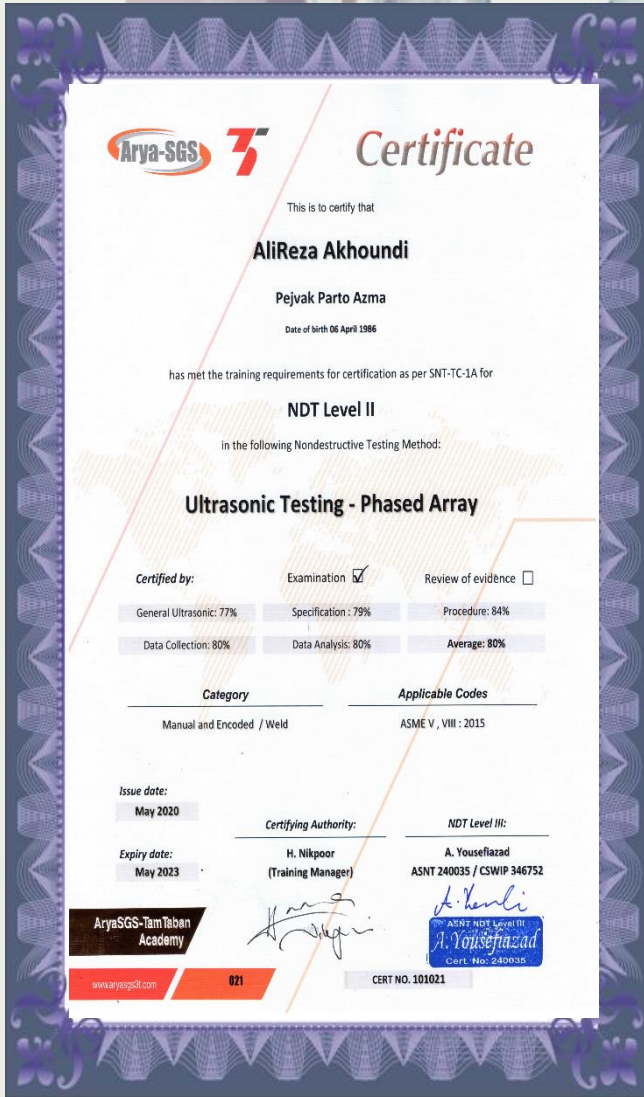 Arya-SGS
Certificate
This is to certify that
AliReza Akhoundi
Pejvak Parto Azma
Date of birth 06 April 1986
has met the training requirements for certification as per SNT-TC-1A for
NDT Level II
in the following Nondestructive Testing Method:
Ultrasonic Testing - Phased Array
Certified by: Examination ☑ Review of evidence ☐
General Ultrasonic: 77% Specification : 79% Procedure: 84%
Data Collection: 80% Data Analysis: 80% Average: 80%
Category Applicable Codes
Manual and Encoded / Weld ASME V , VIII : 2015
Issue date:
May 2020
Certifying Authority: NDT Level III:
Expiry date: H. Nikpoor A. Yousefiazad
May 2023 (Training Manager) ASNT 240035 / CSWIP 346752
AryaSGS-TamTaban
Academy
ASNT NDT Level III
A.Yousefiazad
Cert. No: 240035
www.aryasgs3t.com 021 CERT NO. 101021